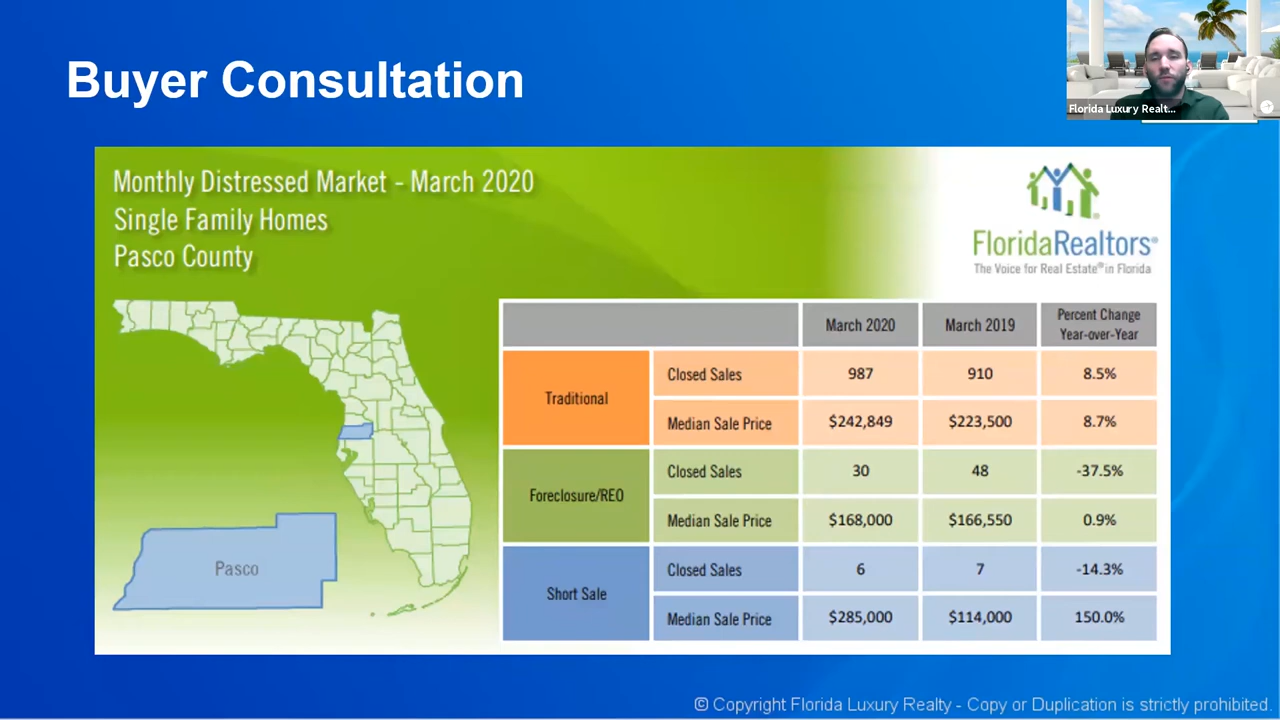 Buyer Consultation
Florida Luxury Realt...
Monthly Distressed Market - March 2020
Single Family Homes
Pasco County
FloridaRealtors®
The Voice for Real Estate® in Florida
March 2020 March 2019 Percent Change Year-over-Year
Traditional
Closed Sales 987 910 8.5%
Median Sale Price $242,849 $223,500 8.7%
Foreclosure/REO
Closed Sales 30 48 -37.5%
Median Sale Price $168,000 $166,550 0.9%
Short Sale
Closed Sales 6 7 -14.3%
Median Sale Price $285,000 $114,000 150.0%
Pasco
© Copyright Florida Luxury Realty - Copy or Duplication is strictly prohibited.